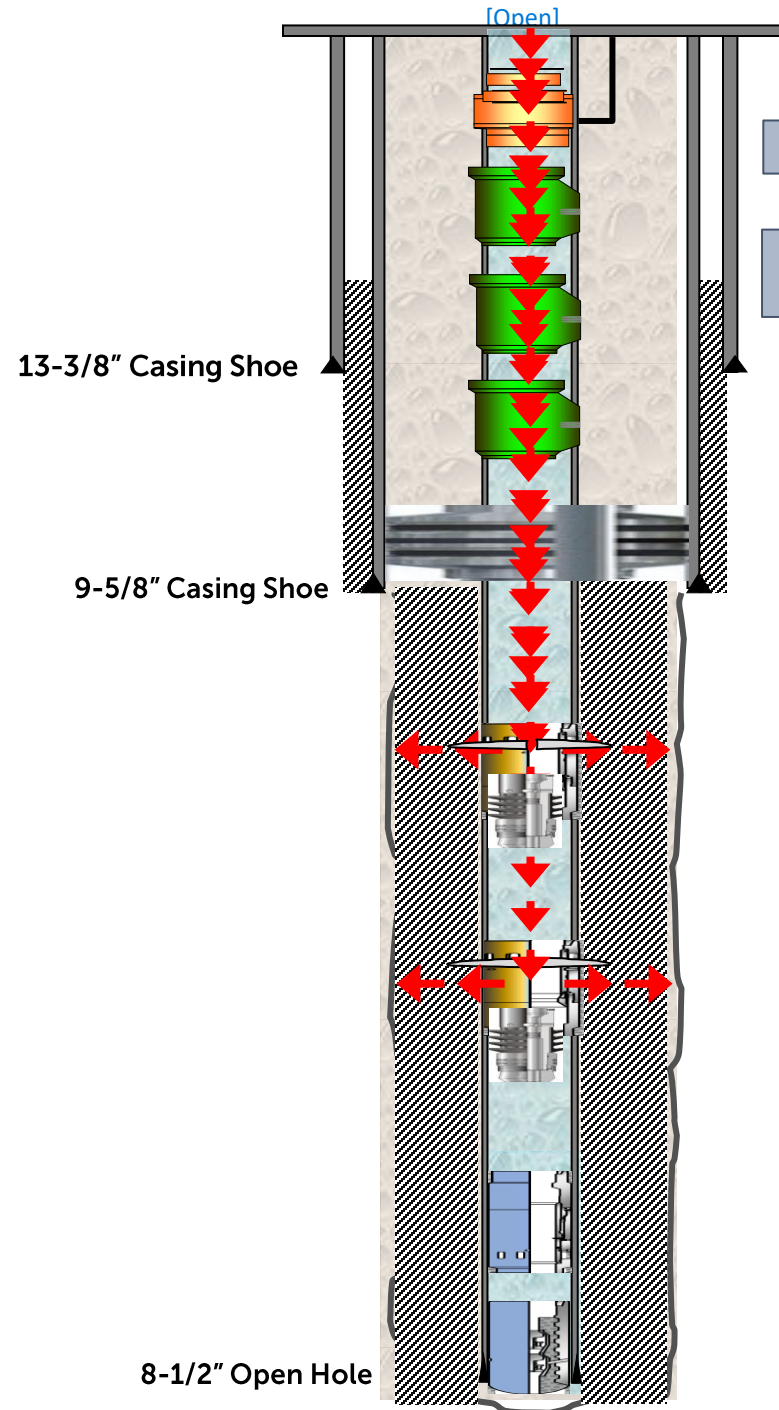 [Open]
13-3/8” Casing Shoe
9-5/8” Casing Shoe
8-1/2” Open Hole